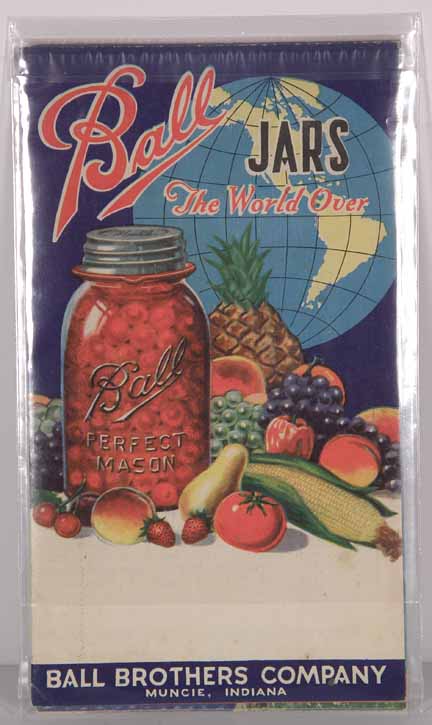 Ball
JARS
The World Over
Ball
PERFECT
MASON
BALL BROTHERS COMPANY
MUNCIE, INDIANA